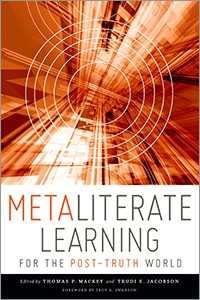 METALITERATE
LEARNING
FOR THE POST-TRUTH WORLD
Edited by THOMAS P. MACKEY and TRUDI E. JACOBSON
FOREWORD BY TROY A. SWANSON